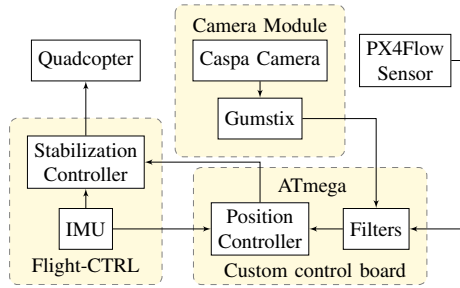 Camera Module
Caspa Camera
Gumstix
Quadcopter
PX4Flow
Sensor
Stabilization
Controller
IMU
Flight-CTRL
ATmega
Position
Controller
Filters
Custom control board